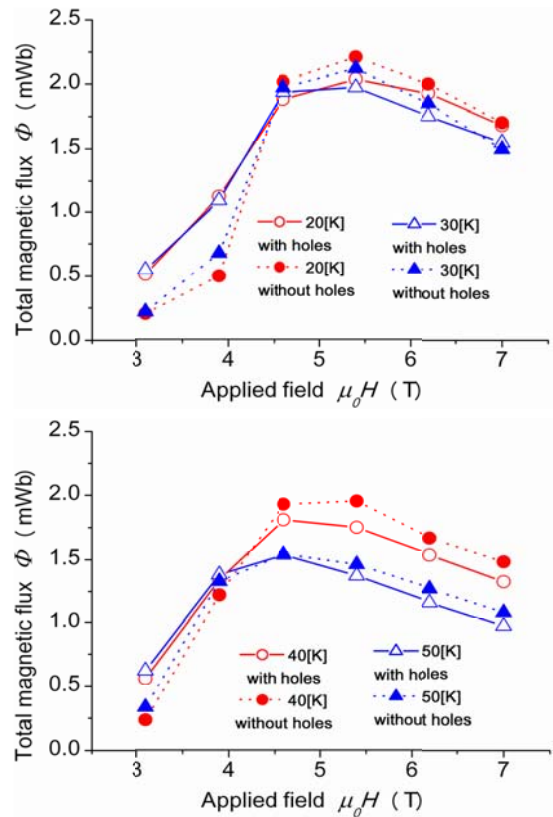 2.5
2.0
1.5
1.0
0.5
0.0
Total magnetic flux Φ ( mWb)
20[K]
with holes
30[K]
with holes
20[K]
without holes
30[K]
without holes
3 4 5 6 7
Applied field μ₀H ( T)
2.5
2.0
1.5
1.0
0.5
0.0
Total magnetic flux Φ ( mWb)
40[K]
with holes
50[K]
with holes
40[K]
without holes
50[K]
without holes
3 4 5 6 7
Applied field μ₀H ( T)